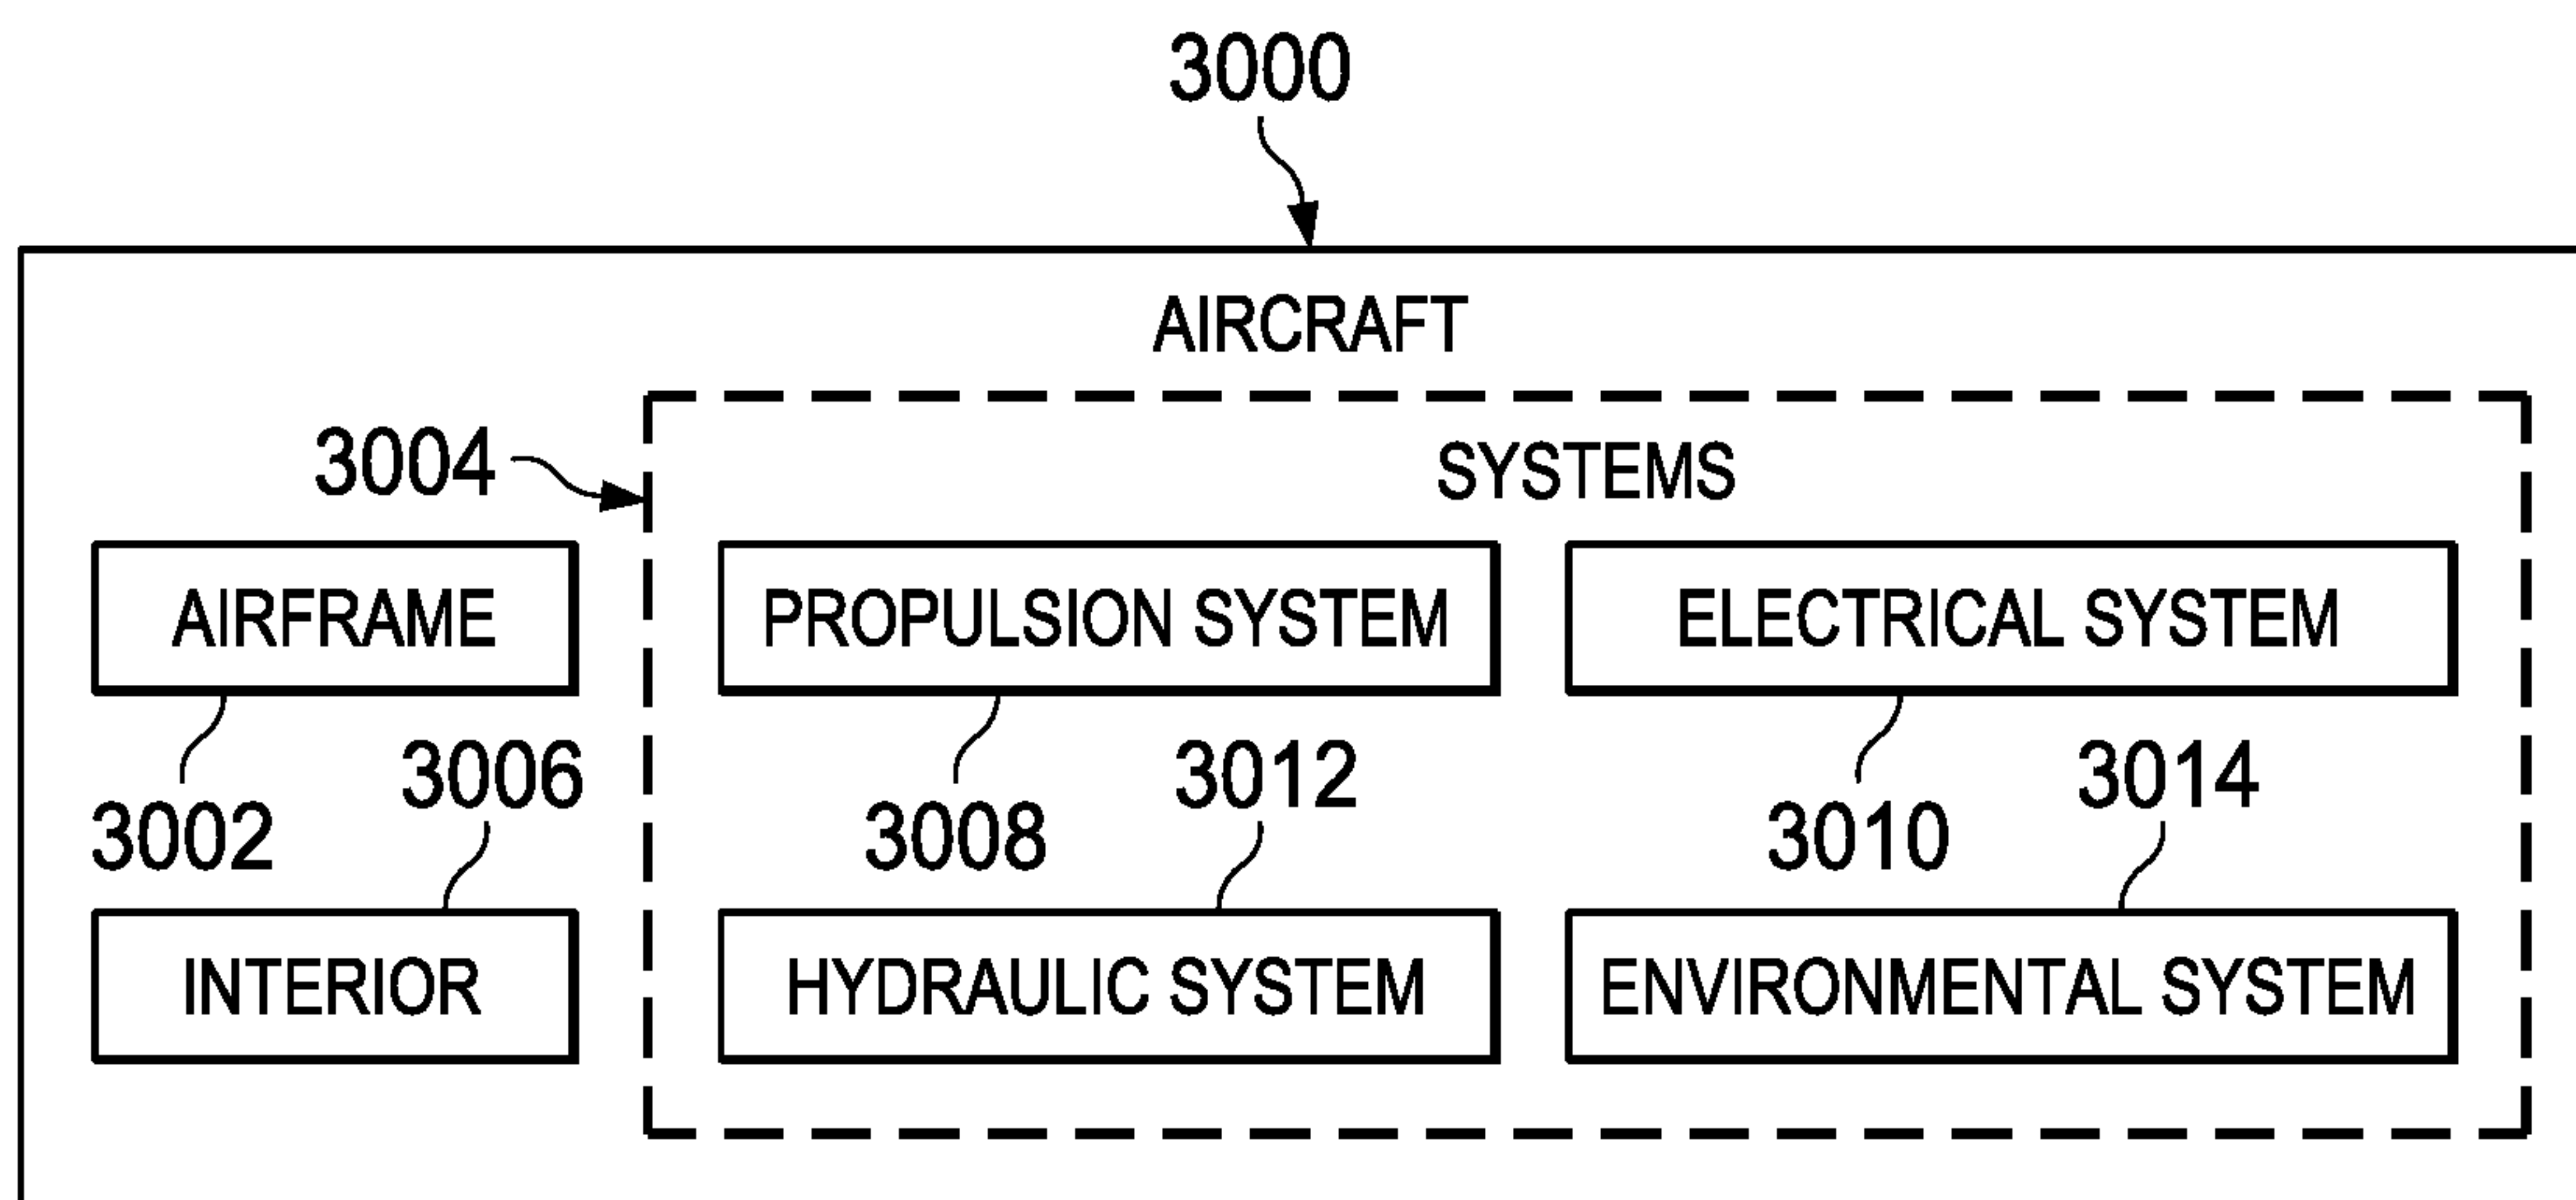 3000
AIRCRAFT
3004
SYSTEMS
AIRFRAME
PROPULSION SYSTEM
ELECTRICAL SYSTEM
3002
3006
3008
3012
3010
3014
INTERIOR
HYDRAULIC SYSTEM
ENVIRONMENTAL SYSTEM